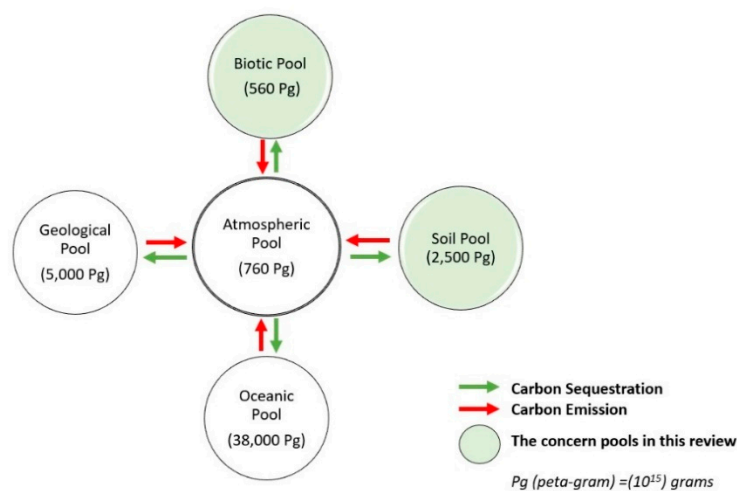 Biotic Pool
(560 Pg)
Geological
Pool
(5,000 Pg)
Atmospheric
Pool
(760 Pg)
Soil Pool
(2,500 Pg)
Oceanic
Pool
(38,000 Pg)
Carbon Sequestration
Carbon Emission
The concern pools in this review
Pg (peta-gram) =(10¹⁵) grams